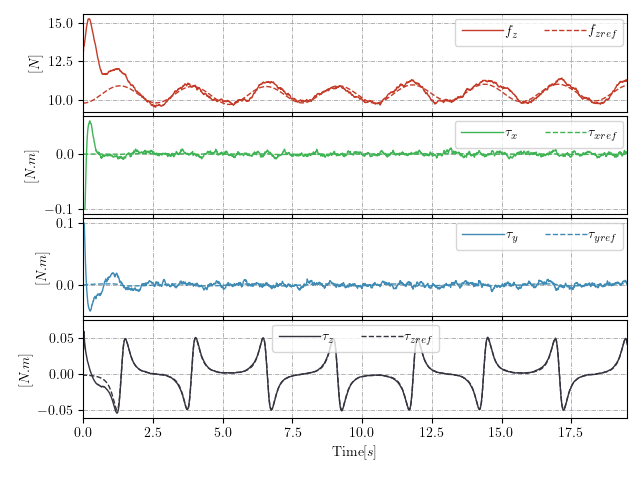 15.0
12.5
10.0
[N]
f_z
f_zref
0.0
−0.1
[N.m]
τ_x
τ_xref
0.1
0.0
[N.m]
τ_y
τ_yref
0.05
0.00
−0.05
[N.m]
τ_z
τ_zref
0.0 2.5 5.0 7.5 10.0 12.5 15.0 17.5
Time[s]